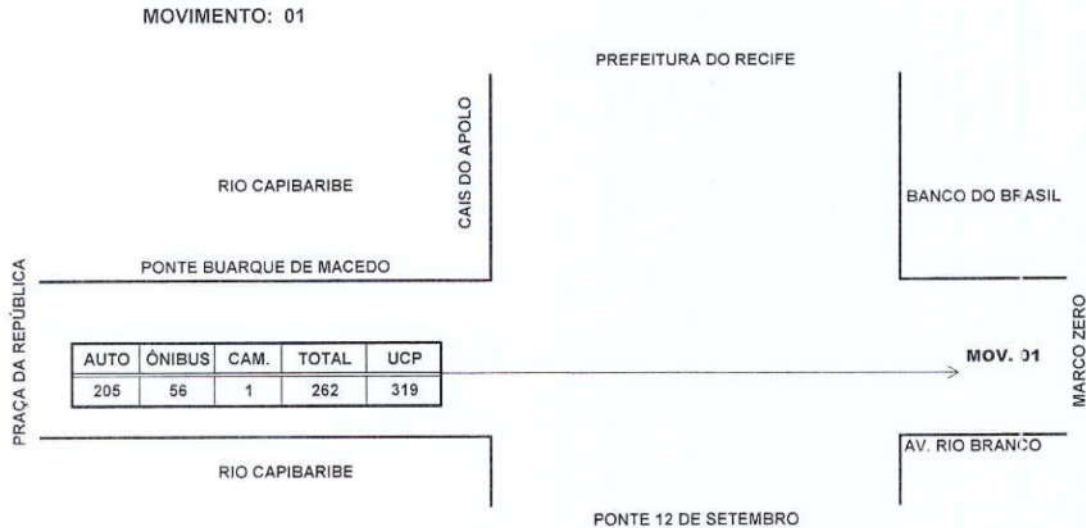 MOVIMENTO: 01
PREFEITURA DO RECIFE
CAIS DO APOLO
RIO CAPIBARIBE
BANCO DO BRASIL
PONTE BUARQUE DE MACEDO
PRAÇA DA REPÚBLICA
AUTO ÔNIBUS CAM. TOTAL UCP
205 56 1 262 319
MOV. 01
MARCO ZERO
AV. RIO BRANCO
RIO CAPIBARIBE
PONTE 12 DE SETEMBRO